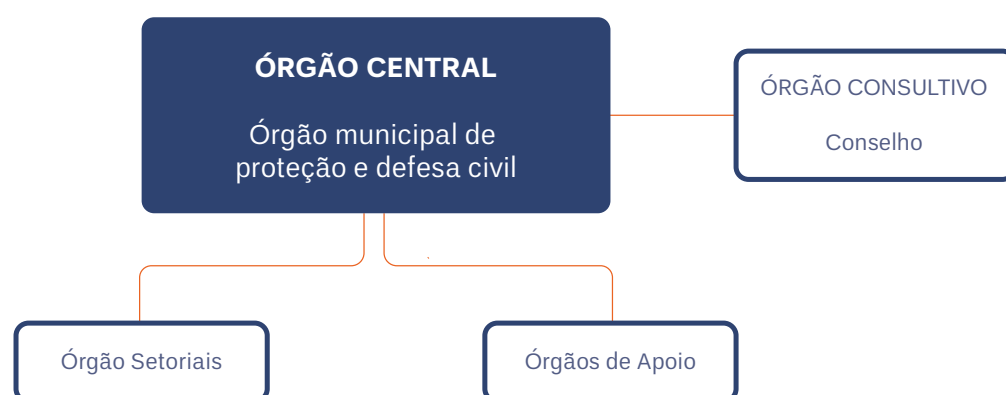 ÓRGÃO CENTRAL
Órgão municipal de
proteção e defesa civil
ÓRGÃO CONSULTIVO
Conselho
Órgão Setoriais
Órgãos de Apoio